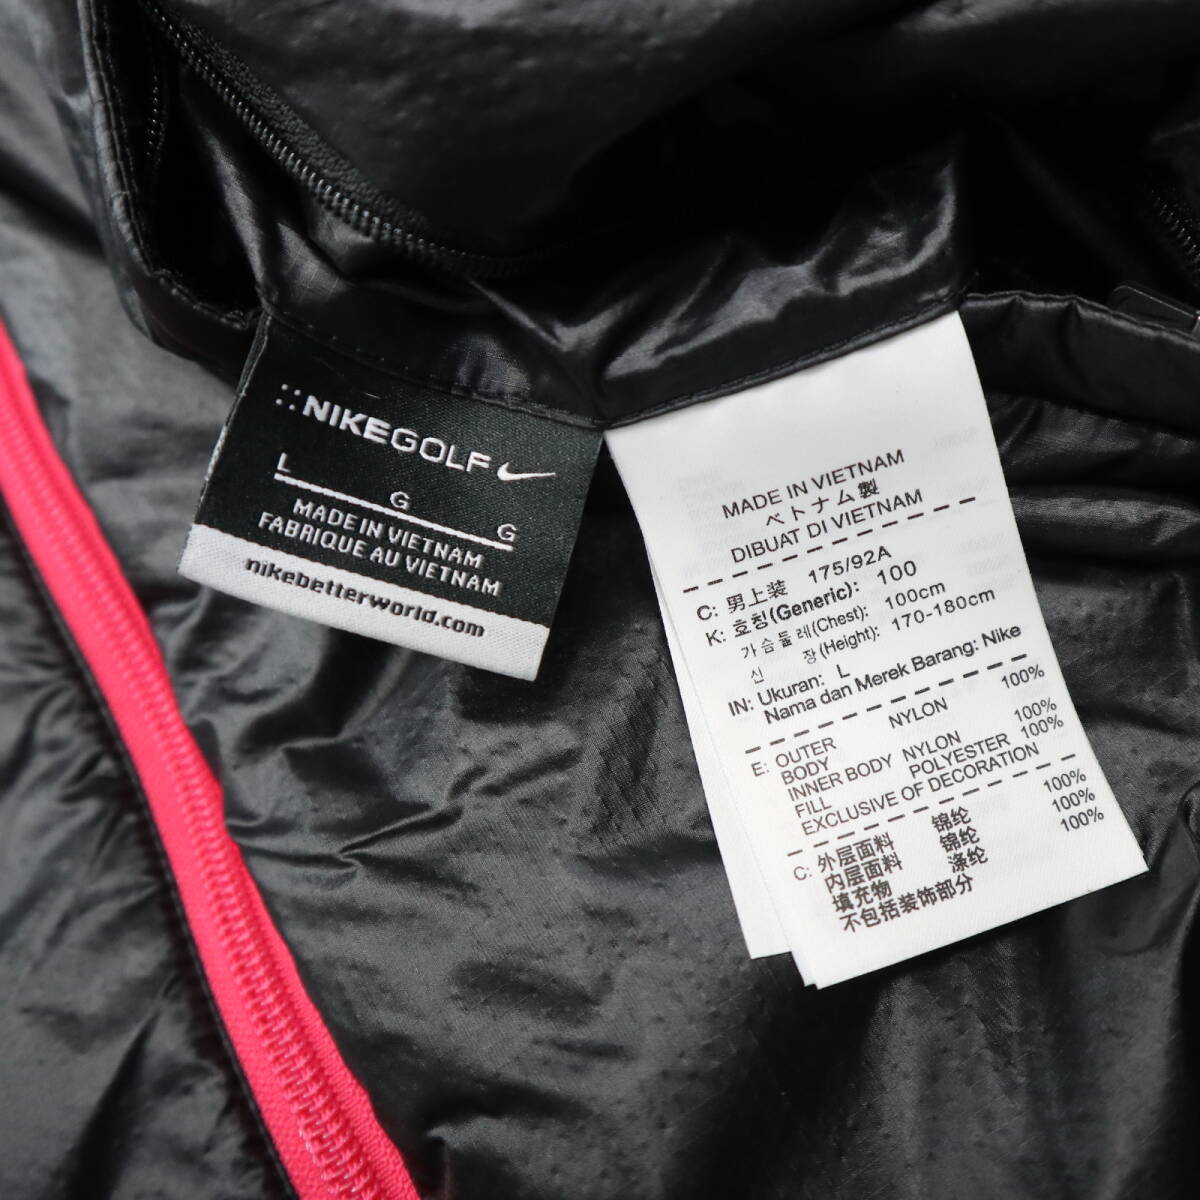 NIKEGOLF
L
G
G
MADE IN VIETNAM
FABRIQUE AU VIETNAM
nikebetterworld.com
MADE IN VIETNAM
ベトナム製
DIBUAT DI VIETNAM
C: 男上装 175/92A
K: 호칭(Generic): 100
가슴둘레(Chest): 100cm
신 장(Height): 170-180cm
IN: Ukuran: L
Nama dan Merek Barang: Nike
E: OUTER NYLON 100%
BODY
INNER BODY NYLON 100%
FILL POLYESTER 100%
EXCLUSIVE OF DECORATION
C: 外层面料 锦纶 100%
内层面料 锦纶 100%
填充物 涤纶 100%
不包括装饰部分